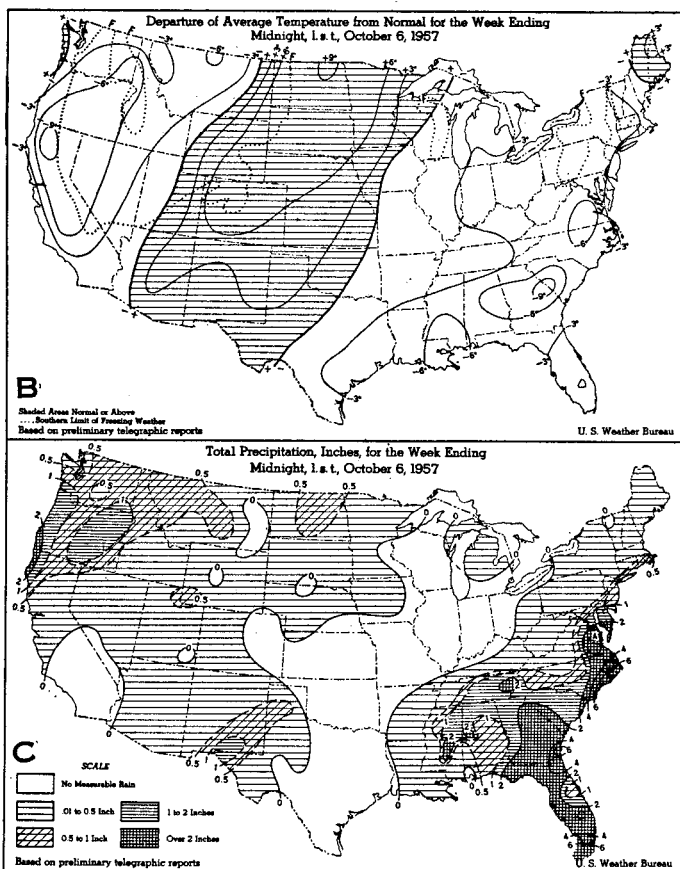 Departure of Average Temperature from Normal for the Week Ending
Midnight, l. s. t., October 6, 1957
B
Shaded Areas Normal or Above
.... Southern Limit of Freezing Weather
Based on preliminary telegraphic reports
U. S. Weather Bureau
Total Precipitation, Inches, for the Week Ending
Midnight, l. s. t., October 6, 1957
C
SCALE
No Measurable Rain
.01 to 0.5 Inch
1 to 2 Inches
0.5 to 1 Inch
Over 2 Inches
Based on preliminary telegraphic reports
U. S. Weather Bureau